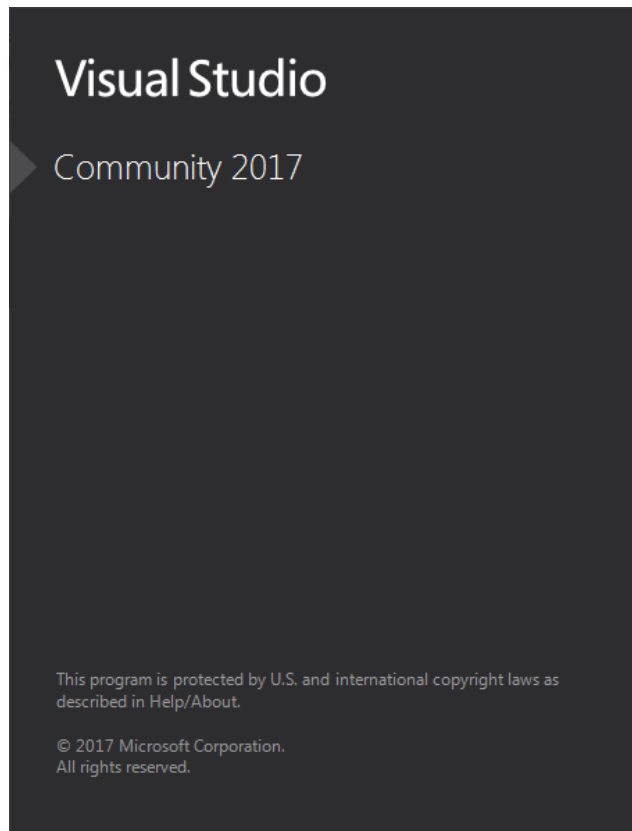 Visual Studio
Community 2017
This program is protected by U.S. and international copyright laws as
described in Help/About.
© 2017 Microsoft Corporation.
All rights reserved.